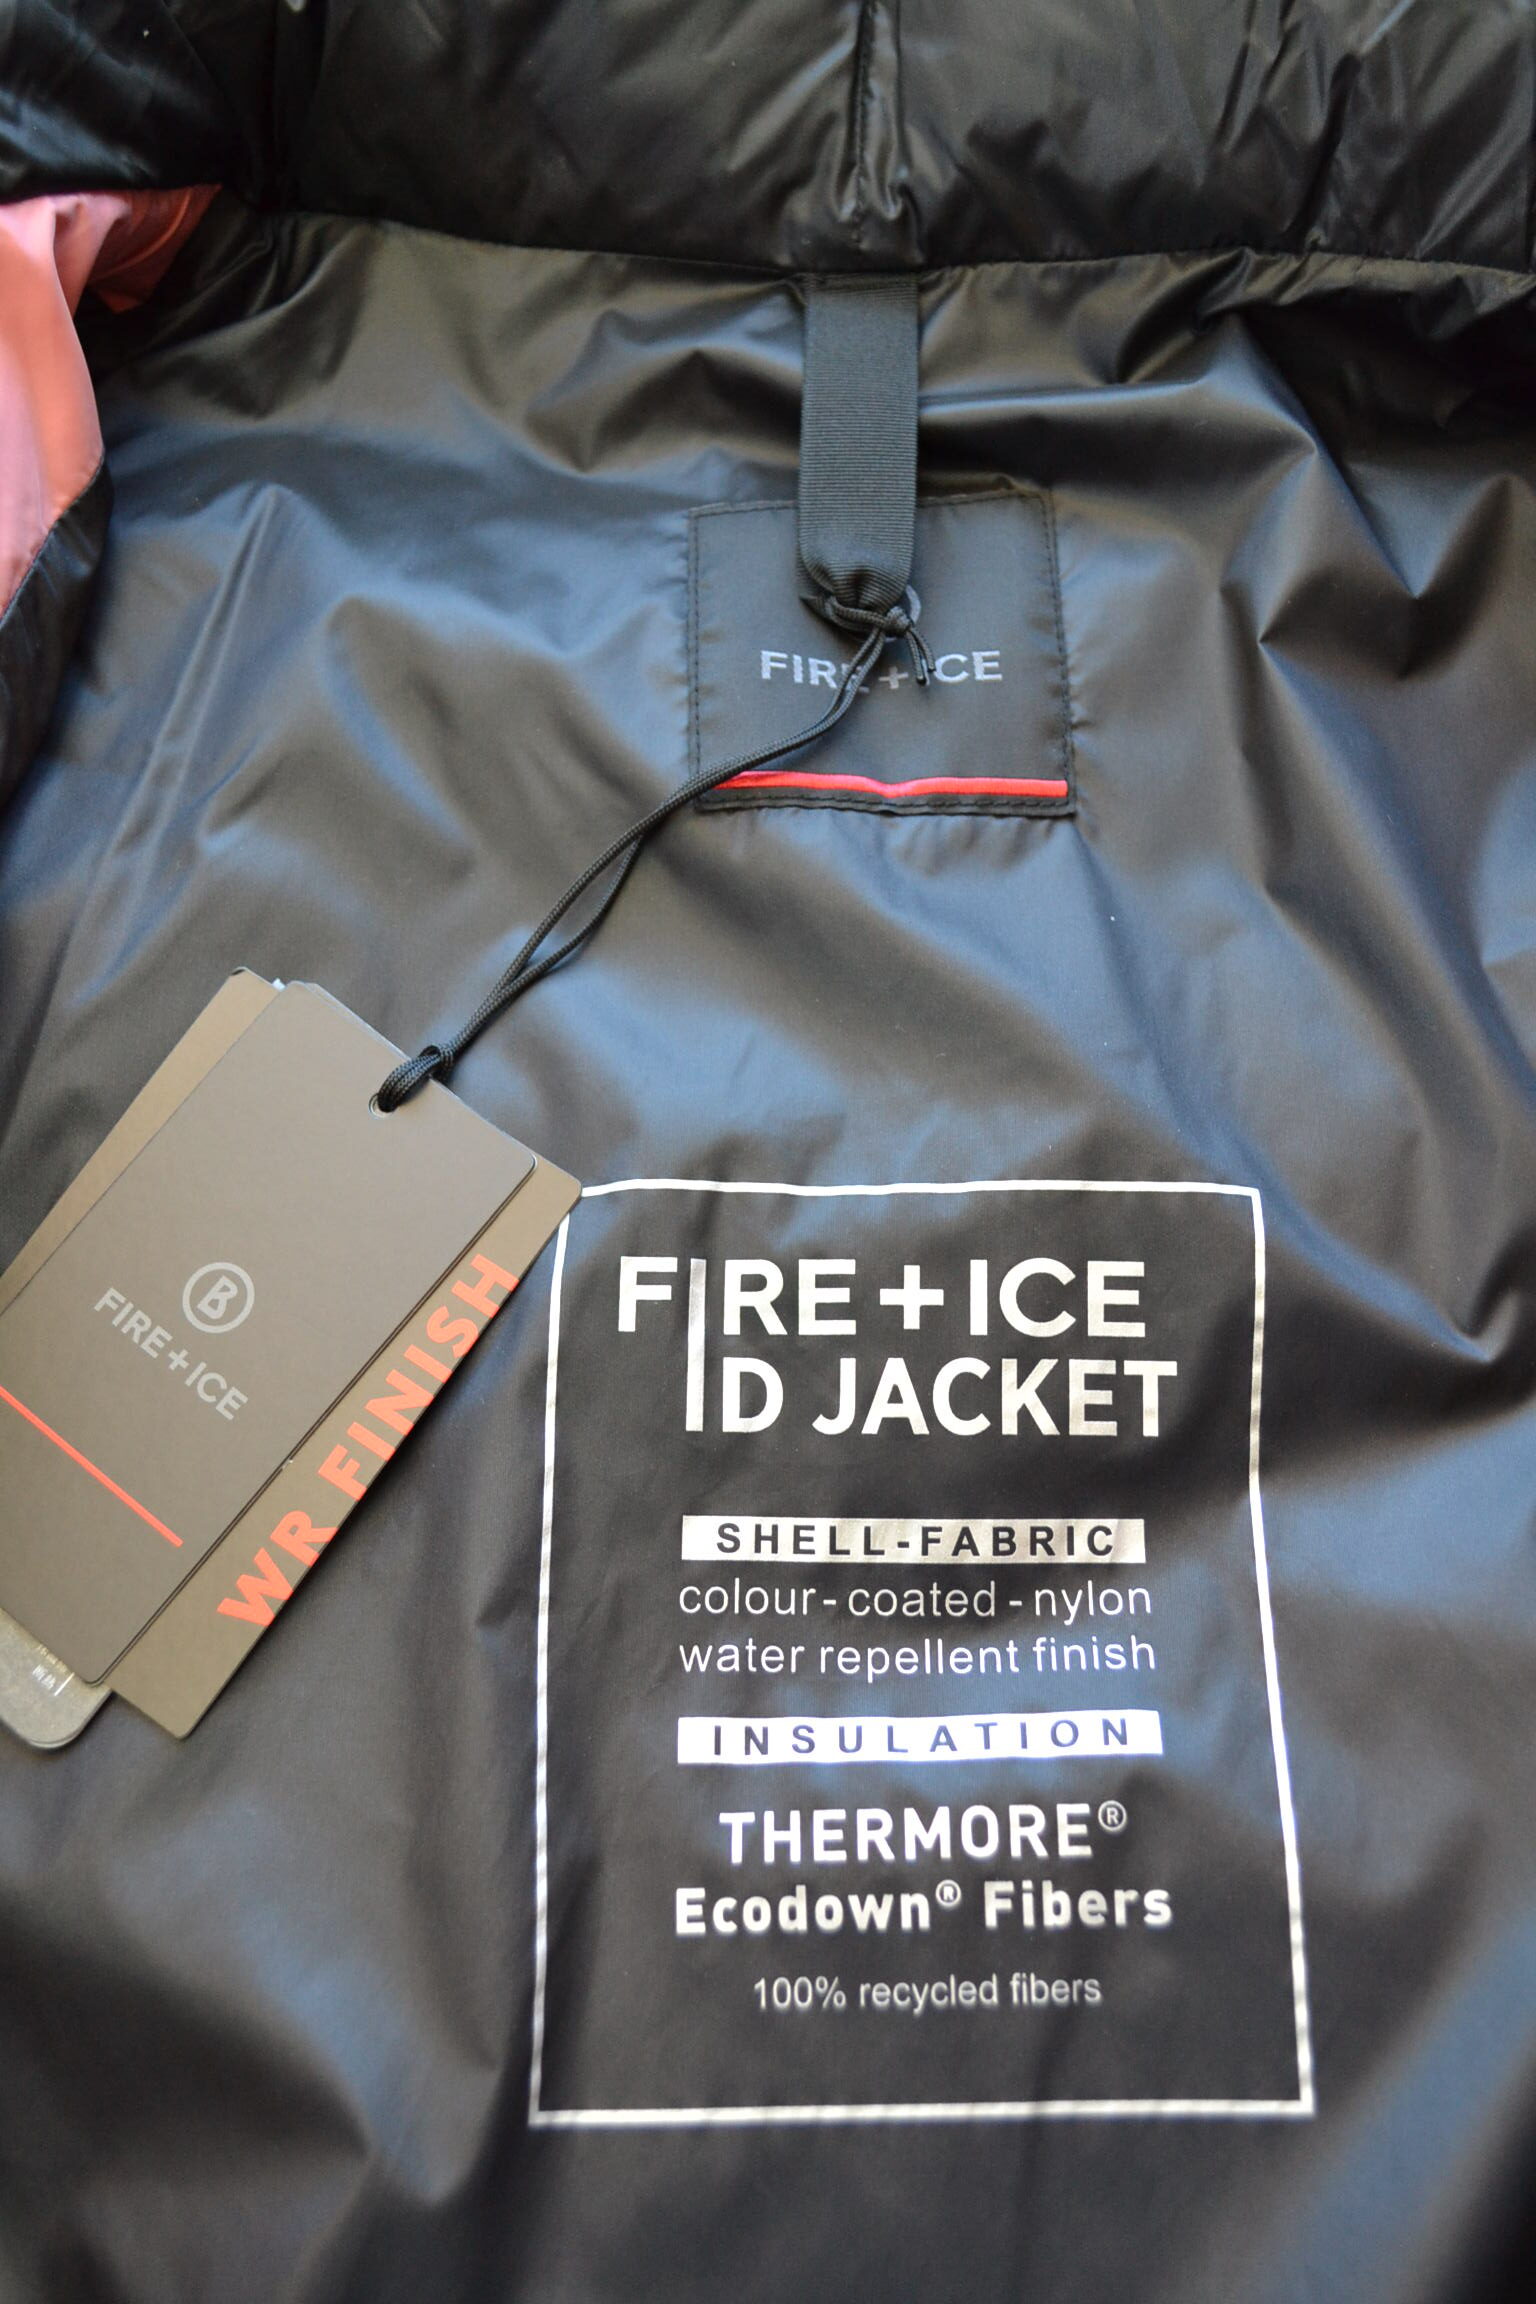 FIRE+ICE
B
FIRE+ICE
WR FINISH
FIRE+ICE
ID JACKET
SHELL-FABRIC
colour-coated-nylon
water repellent finish
INSULATION
THERMORE®
Ecodown® Fibers
100% recycled fibers